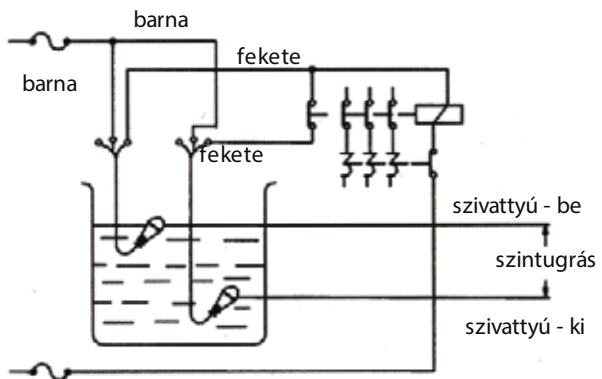 barna
fekete
barna
fekete
szivattyú - be
szintugrás
szivattyú - ki